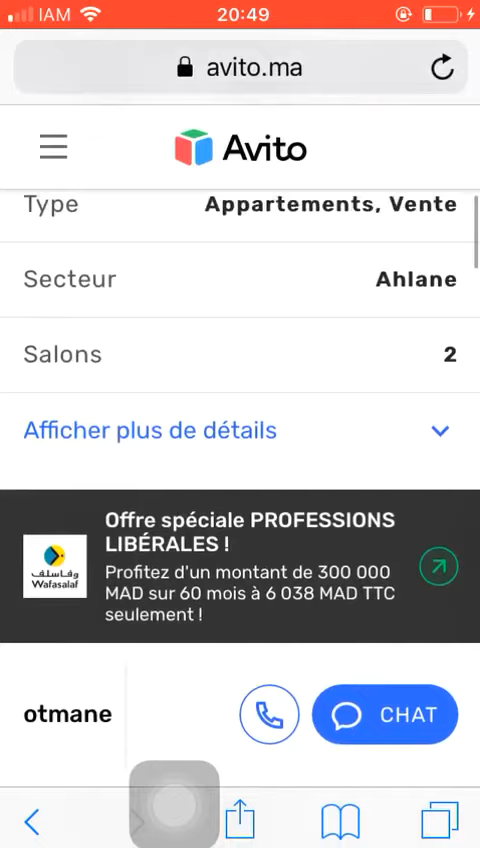 IAM 20:49
avito.ma
Avito
Type Appartements, Vente
Secteur Ahlane
Salons 2
Afficher plus de détails
Offre spéciale PROFESSIONS
LIBÉRALES !
Profitez d'un montant de 300 000
MAD sur 60 mois à 6 038 MAD TTC
seulement !
وفاسلف
Wafasalaf
otmane CHAT